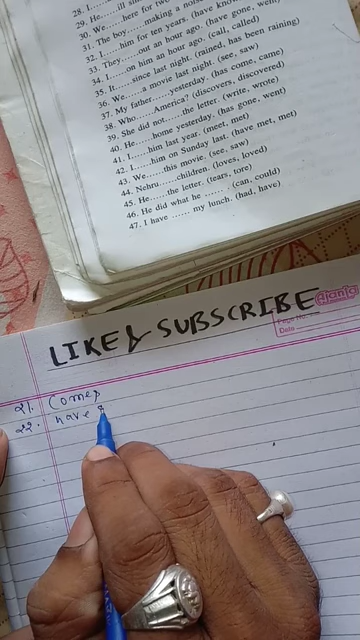 28. I
29. He......ill
30. We......here for two
31. The boy......making a noise
32. I......him for ten years. (have know
33. They......out an hour ago. (have gone, went)
34. I......on him an hour ago. (call, called)
35. It......since last night. (rained, has been raining)
36. We......a movie last night. (see, saw)
37. My father......yesterday. (has come, came)
38. Who......America? (discovers, discovered)
39. She did not......the letter. (write, wrote)
40. He......home yesterday. (has gone, went)
41. I......him last year. (meet, met)
42. I......him on Sunday last. (have met, met)
43. We......this movie. (see, saw)
44. Nehru......children. (loves, loved)
45. He......the letter. (tears, tore)
46. He did what he ...... (can, could)
47. I have ...... my lunch. (had, have)
Ajanta
Page No.
Date
LIKE & SUBSCRIBE
21. Comes
22. have